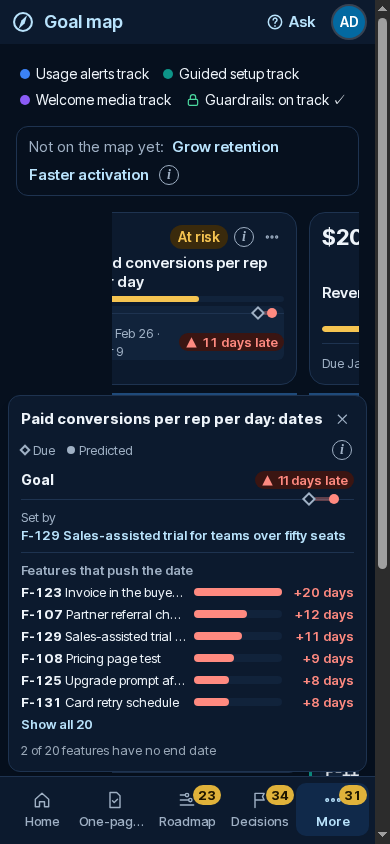 Goal map
Ask
AD
Usage alerts track
Guided setup track
Welcome media track
Guardrails: on track ✓
Not on the map yet: Grow retention
Faster activation
i
At risk
i
$20
d conversions per rep
r day
Reve
Feb 26 ·
r 9
▲ 11 days late
Due Ja
Paid conversions per rep per day: dates
Due
Predicted
i
Goal
▲ 11 days late
Set by
F-129 Sales-assisted trial for teams over fifty seats
Features that push the date
F-123 Invoice in the buye… +20 days
F-107 Partner referral ch… +12 days
F-129 Sales-assisted trial … +11 days
F-108 Pricing page test +9 days
F-125 Upgrade prompt af… +8 days
F-131 Card retry schedule +8 days
Show all 20
2 of 20 features have no end date
23
34
31
Home
One-pag…
Roadmap
Decisions
More